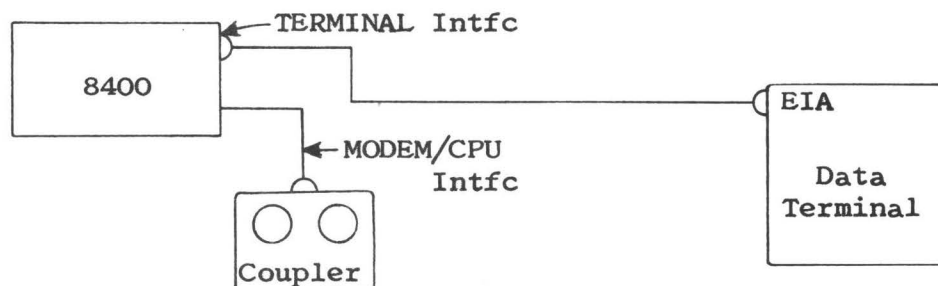 TERMINAL Intfc
8400
EIA
MODEM/CPU
Intfc
Data
Terminal
Coupler